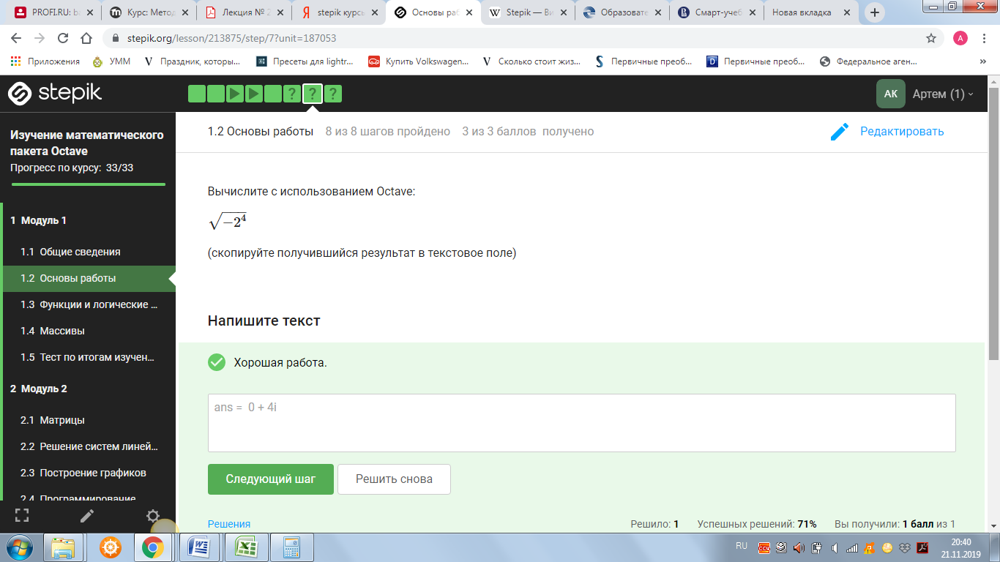 PROFI.RU: ba
Курс: Метод
Лекция № 2
stepik курсы
Основы раб
Stepik — Ви
Образовате
Смарт-учеб
Новая вкладка
stepik.org/lesson/213875/step/7?unit=187053
A
Приложения
УММ
Праздник, которы...
Пресеты для lightr...
Купить Volkswagen...
Сколько стоит жиз...
Первичные преоб...
Первичные преоб...
Федеральное аген...
»
stepik
? ? ?
АК
Артем (1)
Изучение математического
пакета Octave
Прогресс по курсу: 33/33
1 Модуль 1
1.1 Общие сведения
1.2 Основы работы
1.3 Функции и логические ...
1.4 Массивы
1.5 Тест по итогам изучен...
2 Модуль 2
2.1 Матрицы
2.2 Решение систем линей...
2.3 Построение графиков
2.4 Программирование
1.2 Основы работы 8 из 8 шагов пройдено 3 из 3 баллов получено
Редактировать
Вычислите с использованием Octave:
√−2⁴
(скопируйте получившийся результат в текстовое поле)
Напишите текст
Хорошая работа.
ans = 0 + 4i
Следующий шаг
Решить снова
Решения
Решило: 1 Успешных решений: 71% Вы получили: 1 балл из 1
RU
20:40
21.11.2019